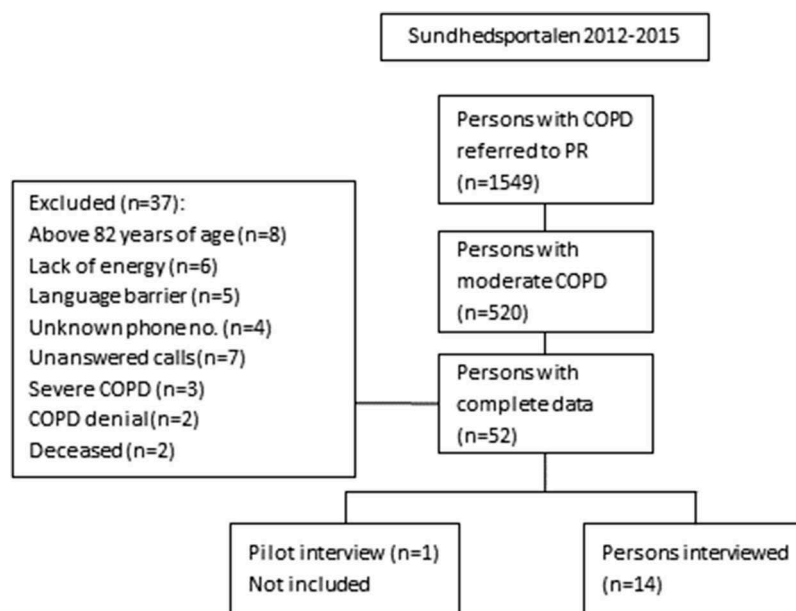 Sundhedsportalen 2012-2015
Persons with COPD
referred to PR
(n=1549)
Excluded (n=37):
Above 82 years of age (n=8)
Lack of energy (n=6)
Language barrier (n=5)
Unknown phone no. (n=4)
Unanswered calls (n=7)
Severe COPD (n=3)
COPD denial (n=2)
Deceased (n=2)
Persons with
moderate COPD
(n=520)
Persons with
complete data
(n=52)
Pilot interview (n=1)
Not included
Persons interviewed
(n=14)